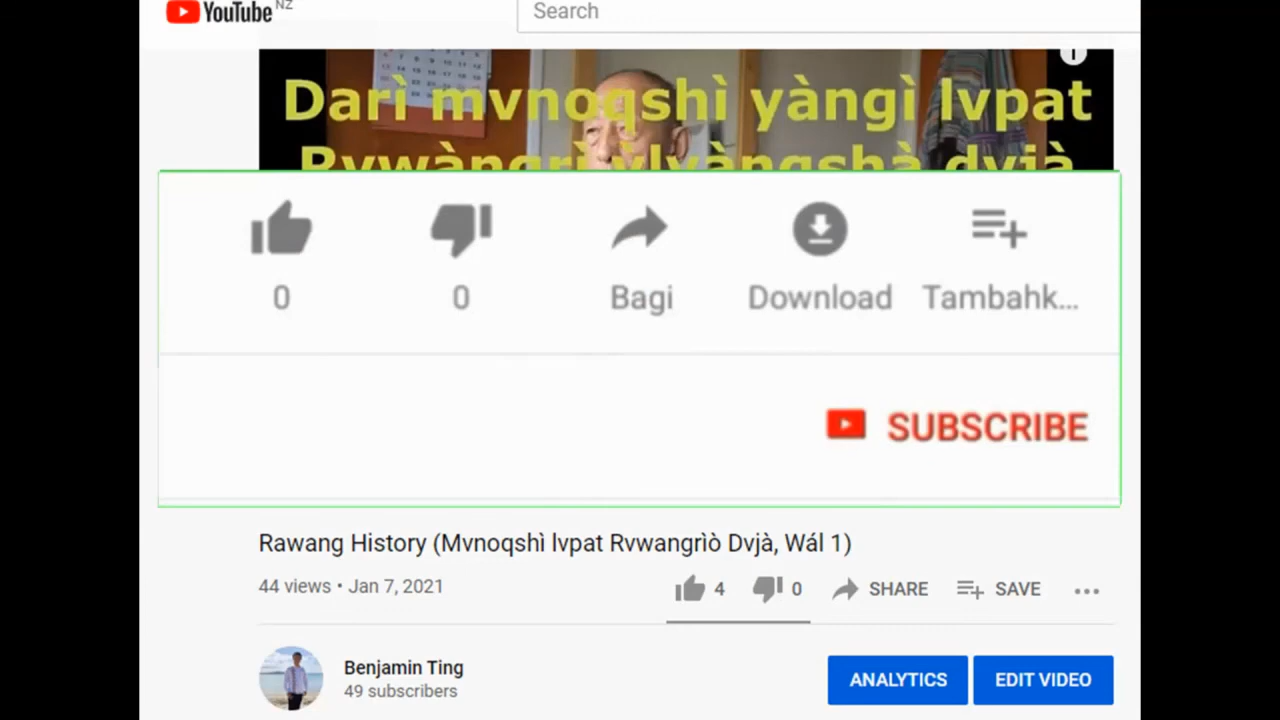 YouTube NZ
Search
Darì mvnoqshì yàngì lvpat
0
0
Bagi
Download
Tambahk...
SUBSCRIBE
Rawang History (Mvnoqshì lvpat Rvwangrìò Dvjà, Wál 1)
44 views • Jan 7, 2021
4
0
SHARE
SAVE
Benjamin Ting
49 subscribers
ANALYTICS
EDIT VIDEO